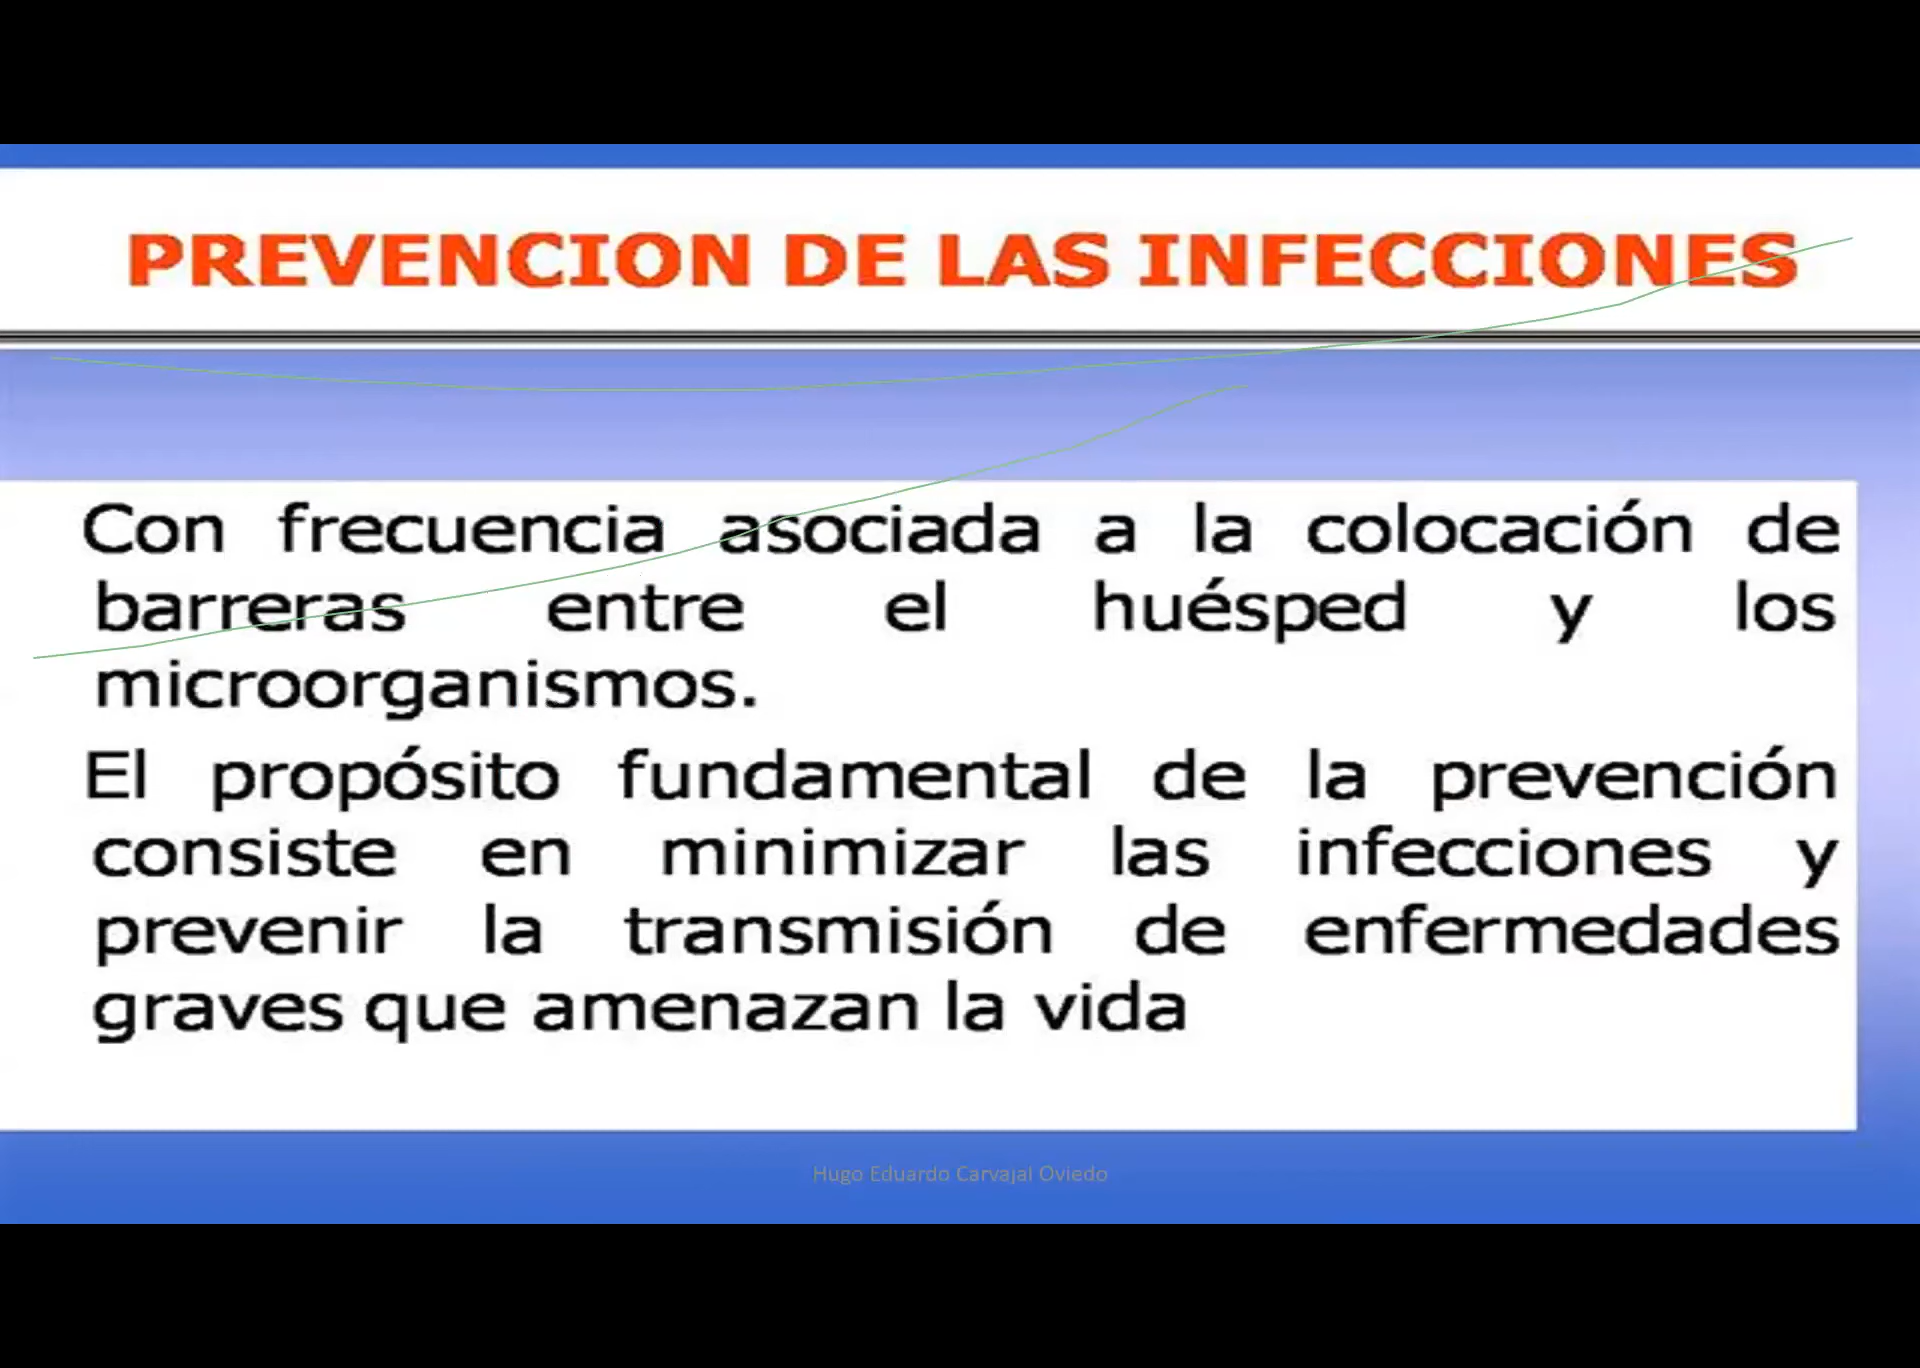 PREVENCION DE LAS INFECCIONES
Con frecuencia asociada a la colocación de
barreras entre el huésped y los
microorganismos.
El propósito fundamental de la prevención
consiste en minimizar las infecciones y
prevenir la transmisión de enfermedades
graves que amenazan la vida
Hugo Eduardo Carvajal Oviedo